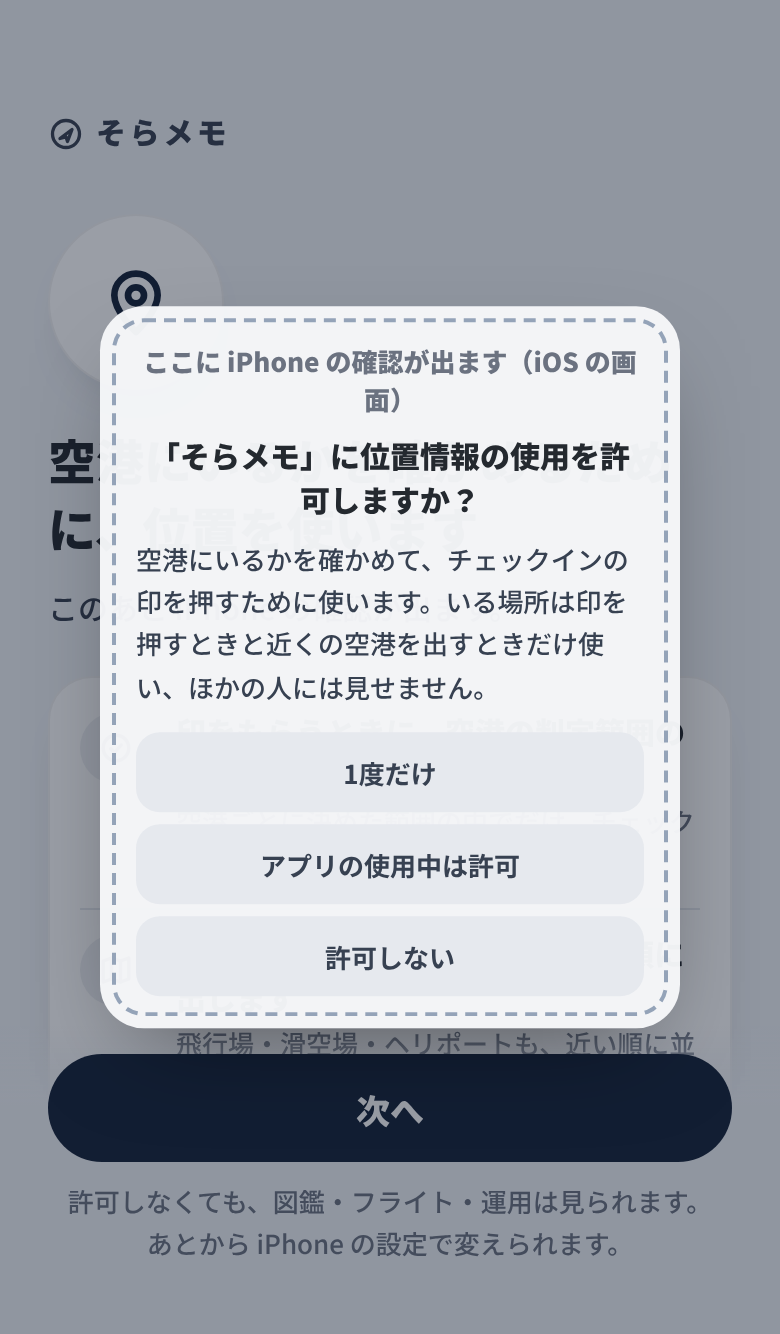 そらメモ
ここに iPhone の確認が出ます（iOS の画
面）
「そらメモ」に位置情報の使用を許
可しますか？
空港にいるかを確かめて、チェックインの
印を押すために使います。いる場所は印を
押すときと近くの空港を出すときだけ使
い、ほかの人には見せません。
1度だけ
アプリの使用中は許可
許可しない
飛行場・滑空場・ヘリポートも、近い順に並
次へ
許可しなくても、図鑑・フライト・運用は見られます。
あとから iPhone の設定で変えられます。